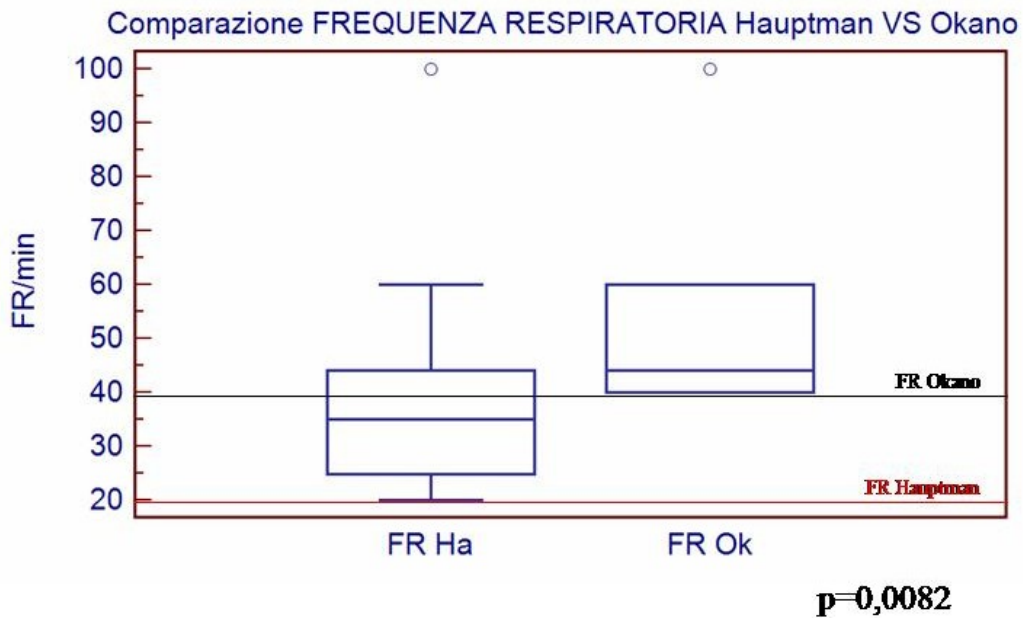 Comparazione FREQUENZA RESPIRATORIA Hauptman VS Okano
100
90
80
70
60
50
40
30
20
FR/min
FR Okano
FR Hauptman
FR Ha
FR Ok
p=0,0082